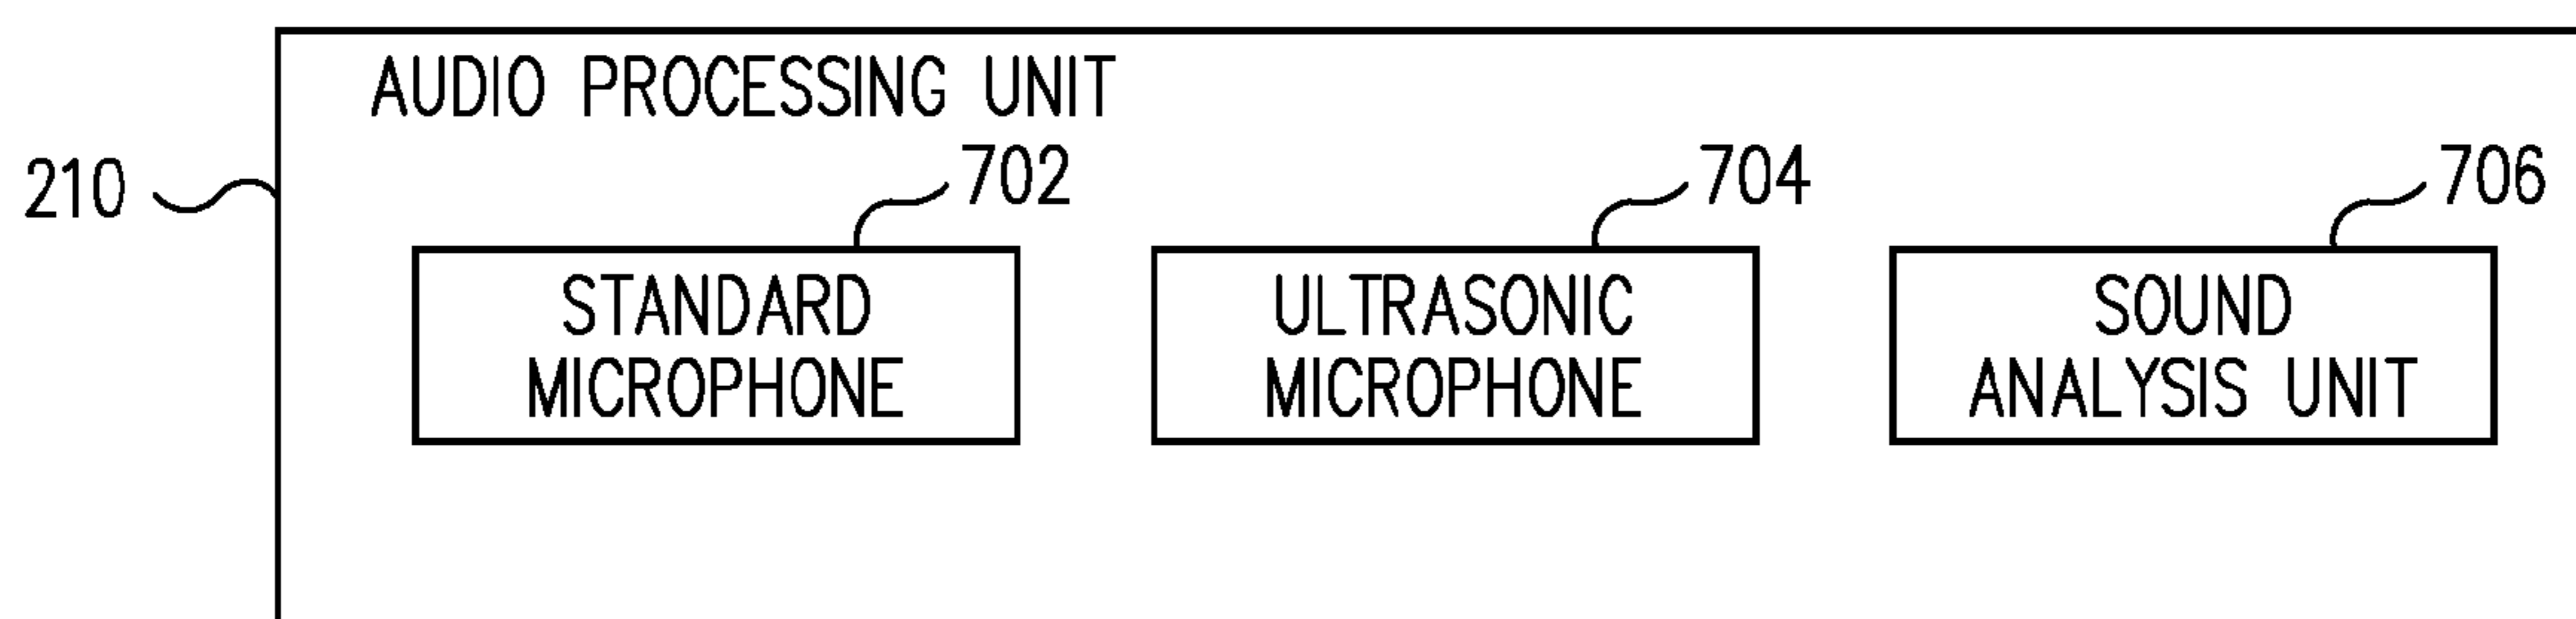 AUDIO PROCESSING UNIT
210
702
704
706
STANDARD
MICROPHONE
ULTRASONIC
MICROPHONE
SOUND
ANALYSIS UNIT